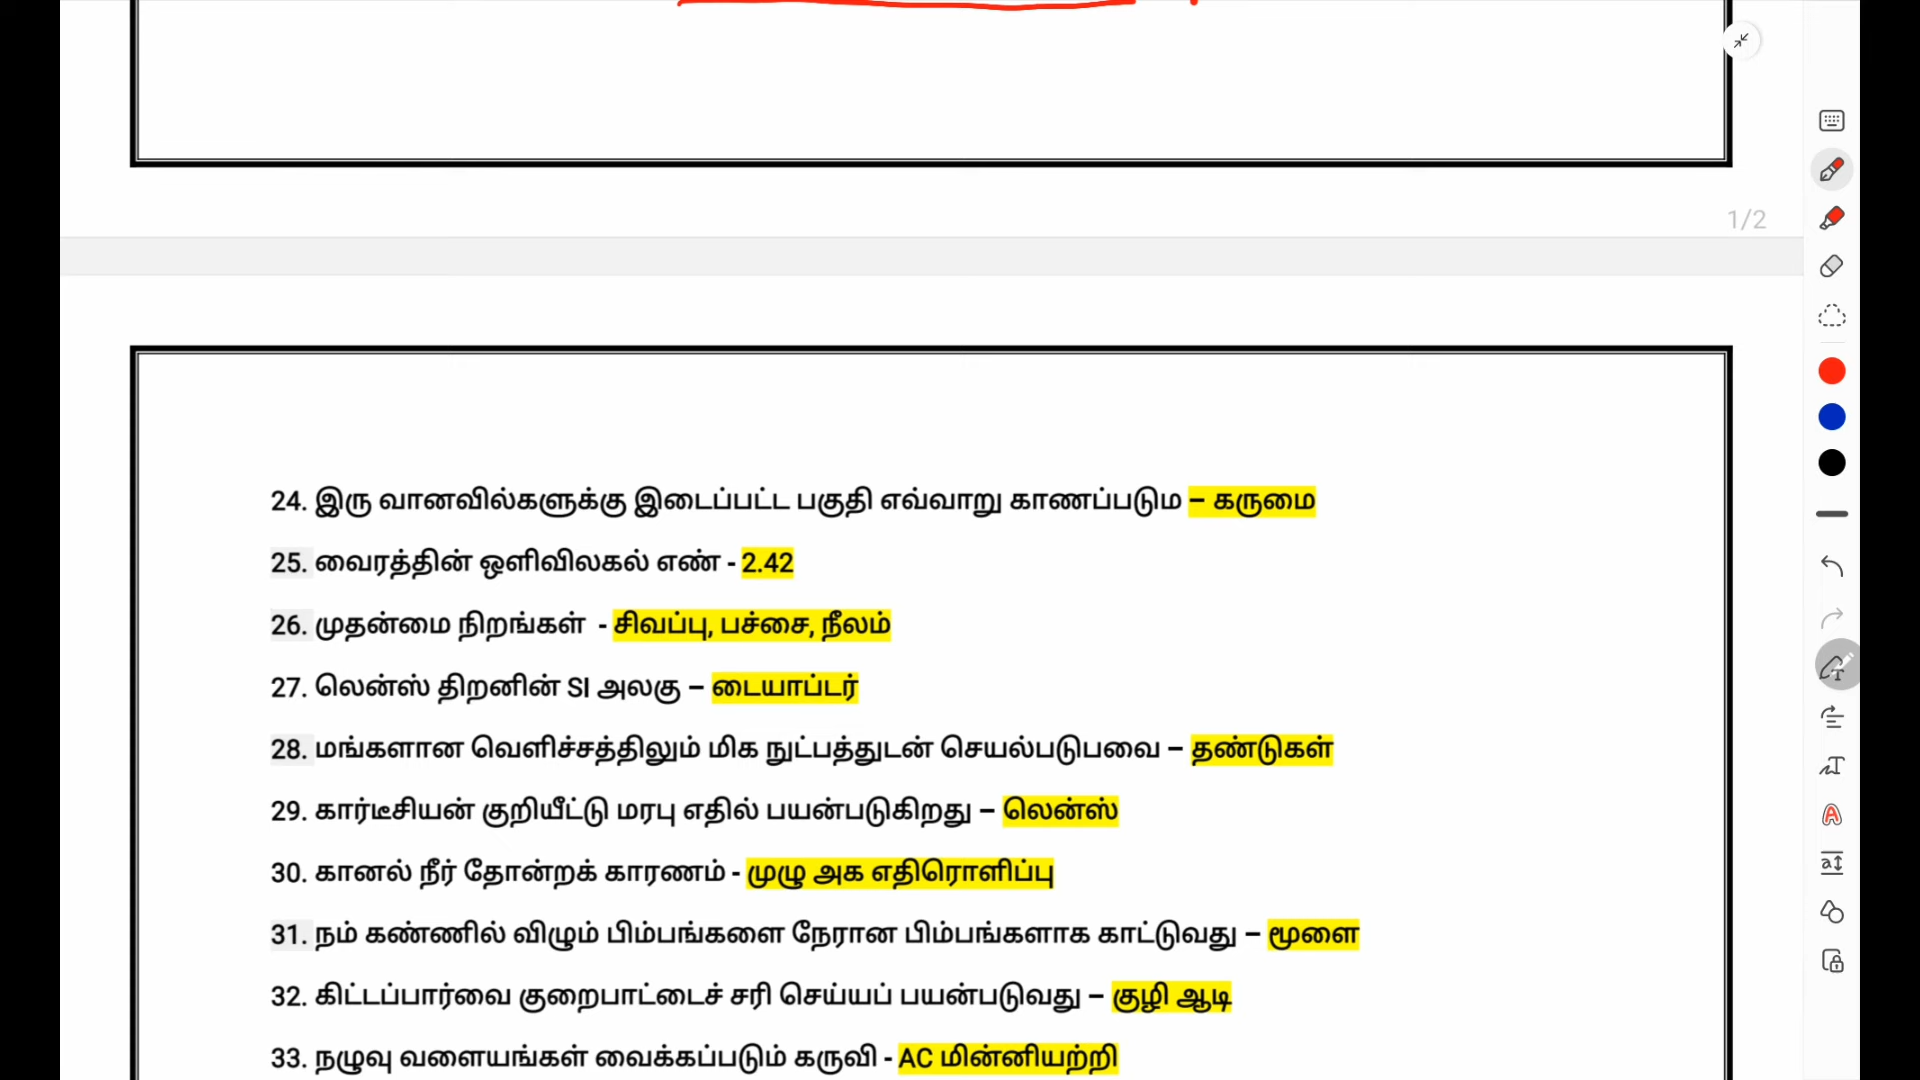 1/2
24. இரு வானவில்களுக்கு இடைப்பட்ட பகுதி எவ்வாறு காணப்படும – கருமை
25. வைரத்தின் ஒளிவிலகல் எண் - 2.42
26. முதன்மை நிறங்கள் - சிவப்பு, பச்சை, நீலம்
27. லென்ஸ் திறனின் SI அலகு – டையாப்டர்
28. மங்களான வெளிச்சத்திலும் மிக நுட்பத்துடன் செயல்படுபவை – தண்டுகள்
29. கார்டீசியன் குறியீட்டு மரபு எதில் பயன்படுகிறது – லென்ஸ்
30. கானல் நீர் தோன்றக் காரணம் - முழு அக எதிரொளிப்பு
31. நம் கண்ணில் விழும் பிம்பங்களை நேரான பிம்பங்களாக காட்டுவது – மூளை
32. கிட்டப்பார்வை குறைபாட்டைச் சரி செய்யப் பயன்படுவது – குழி ஆடி
33. நழுவு வளையங்கள் வைக்கப்படும் கருவி - AC மின்னியற்றி